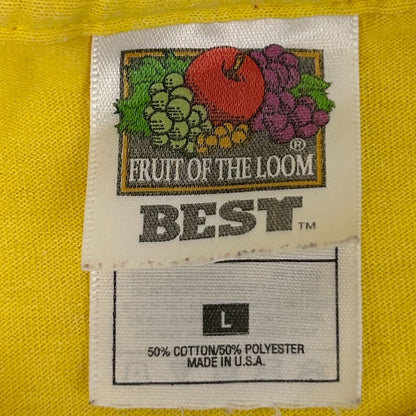 ®
FRUIT OF THE LOOM
BEST™
L
50% COTTON/50% POLYESTER
MADE IN U.S.A.